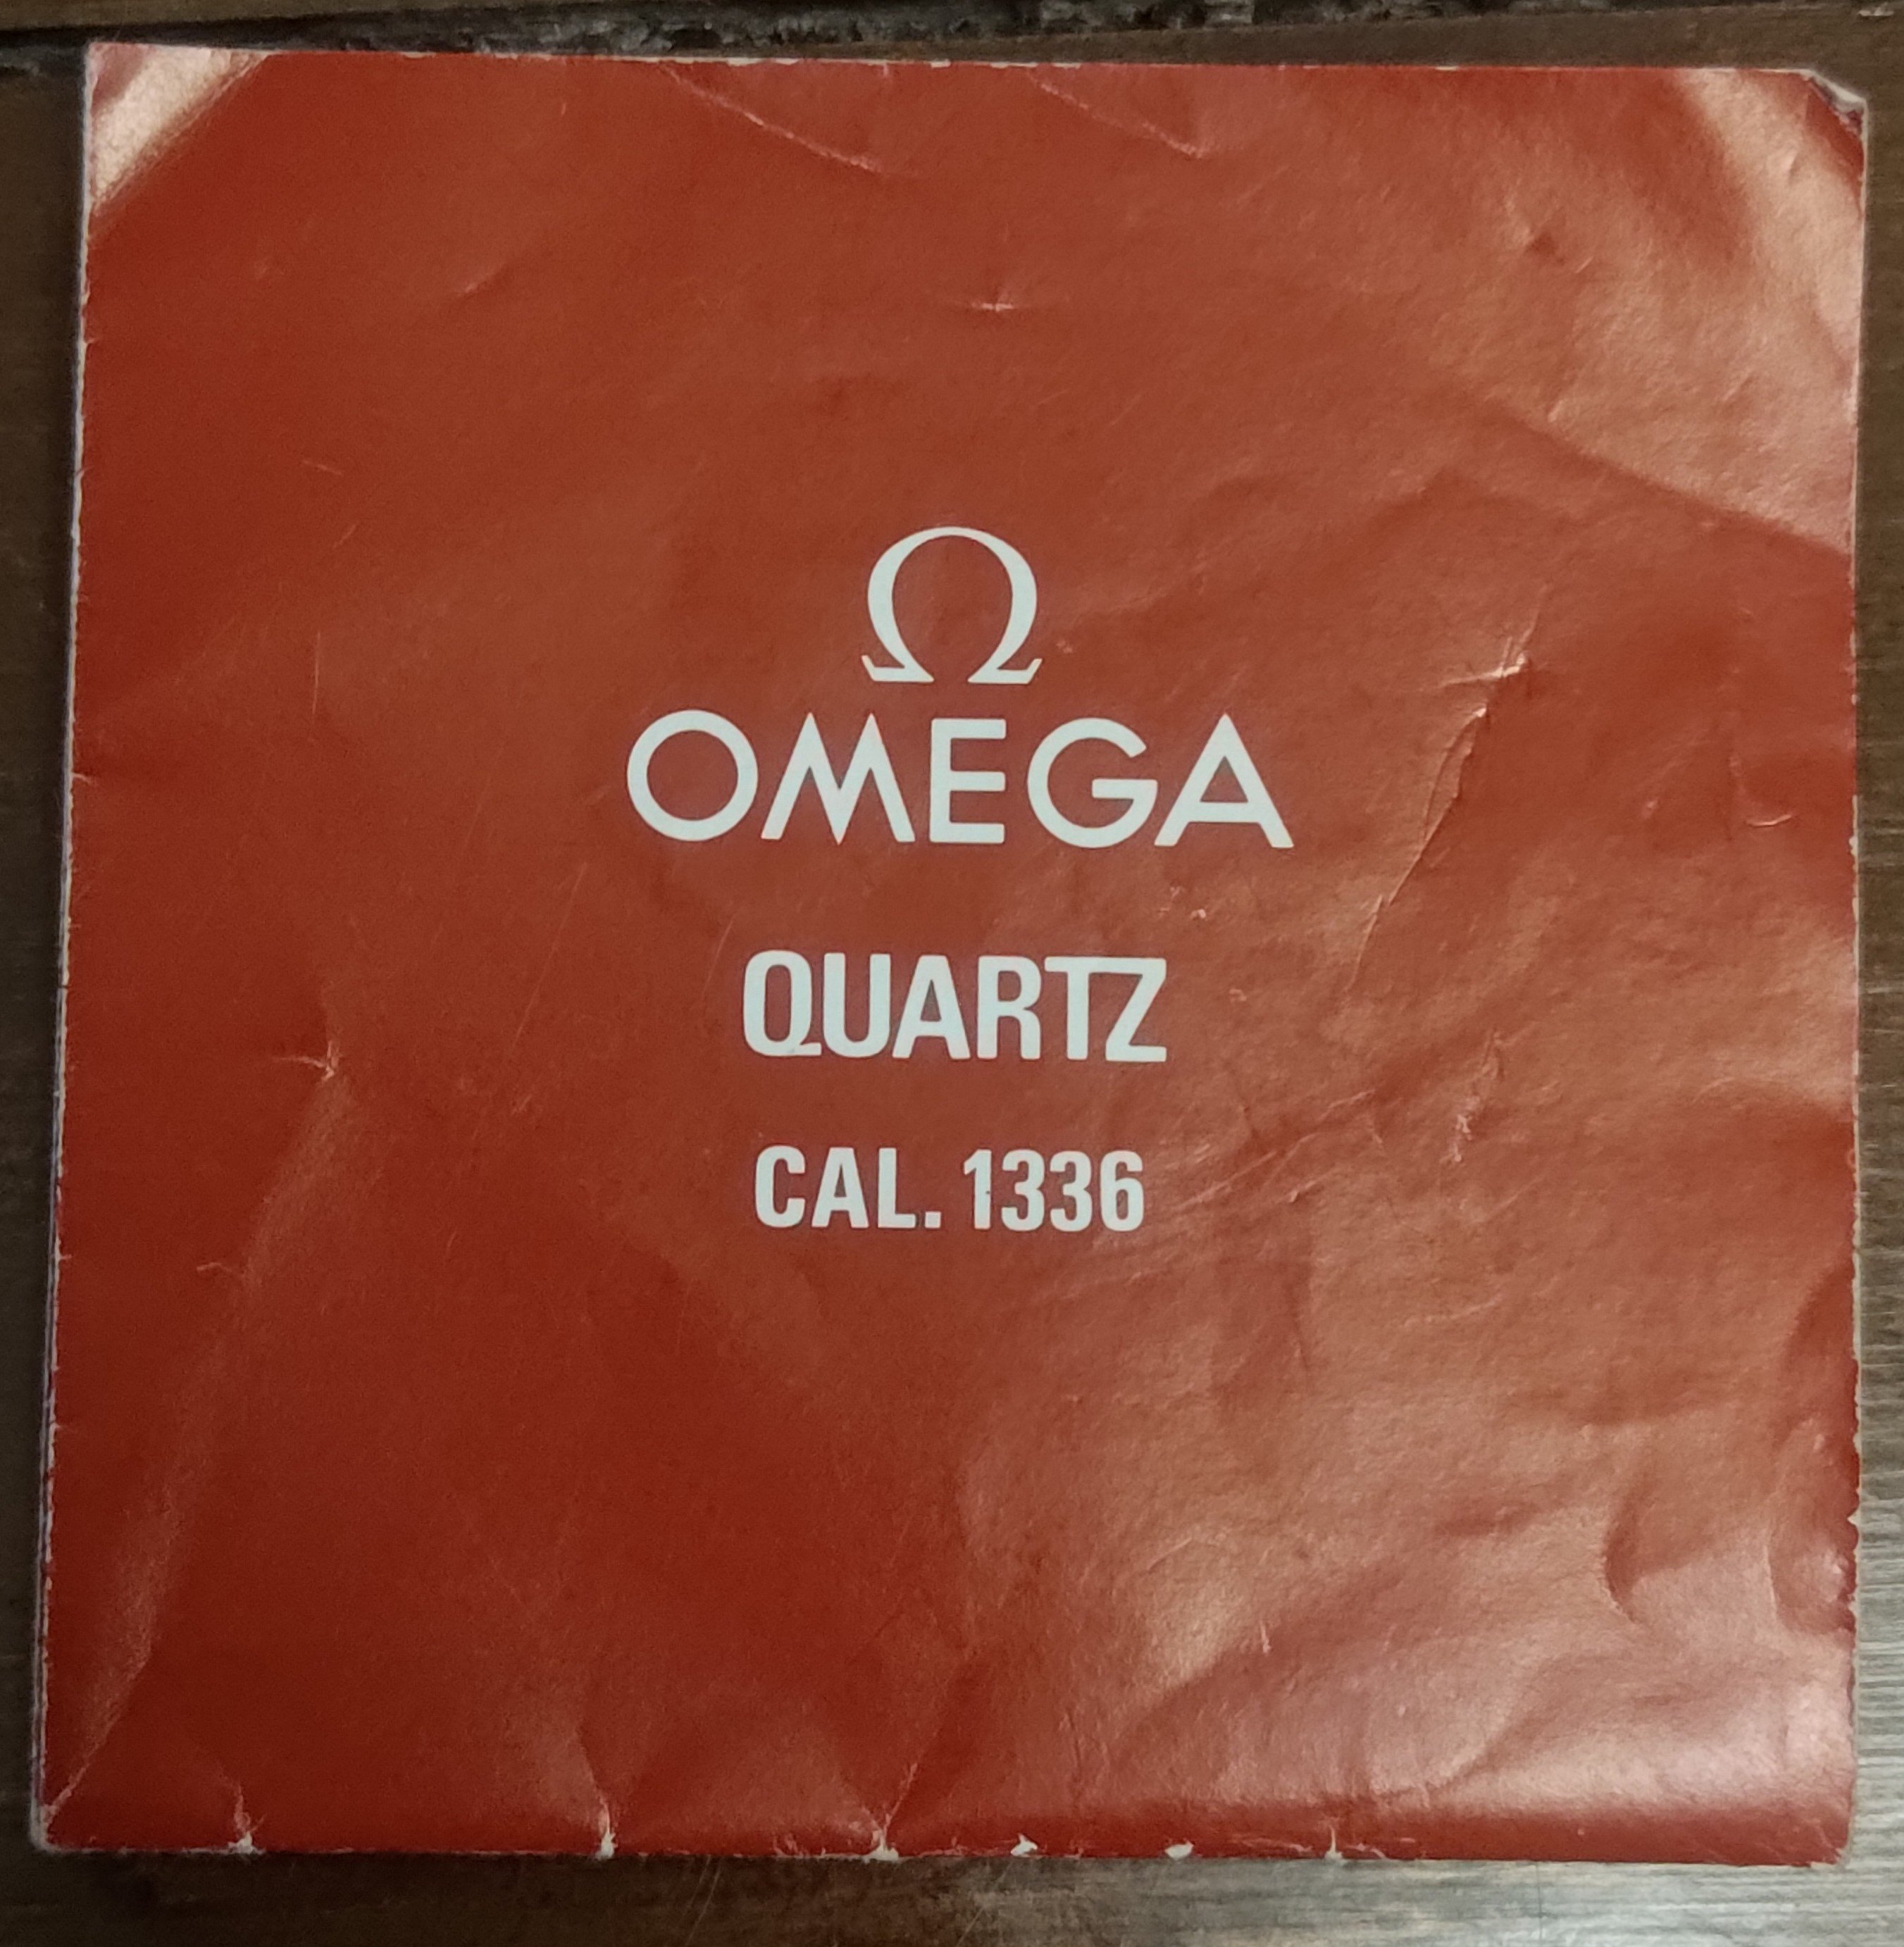 Ω
OMEGA
QUARTZ
CAL. 1336